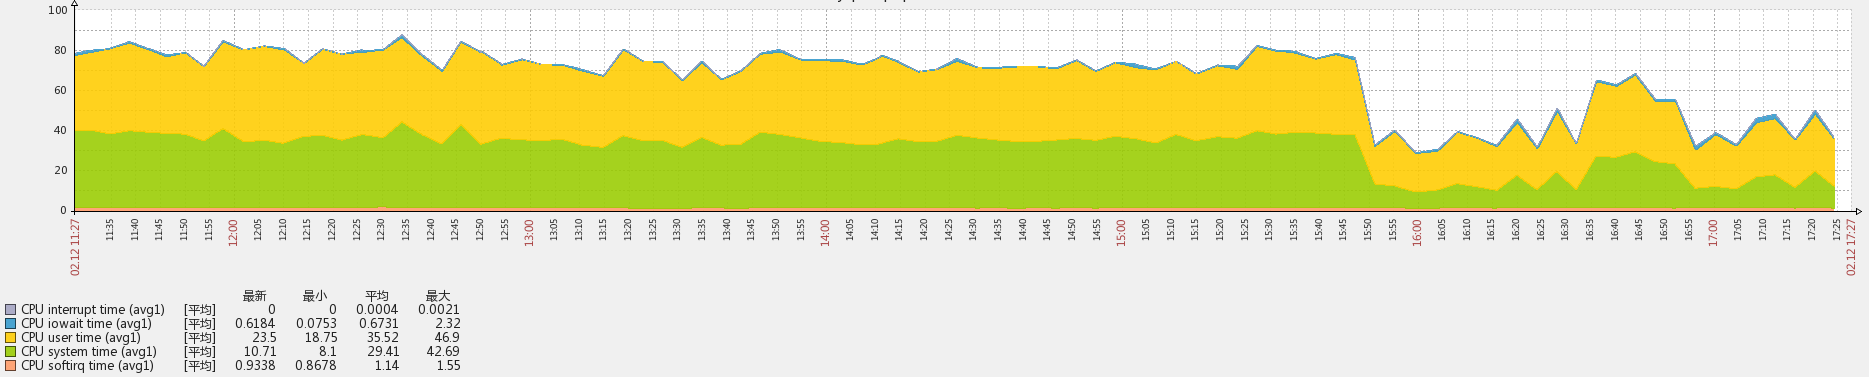 100
80
60
40
20
0
02.12 11:27 11:35 11:40 11:45 11:50 11:55 12:00 12:05 12:10 12:15 12:20 12:25 12:30 12:35 12:40 12:45 12:50 12:55 13:00 13:05 13:10 13:15 13:20 13:25 13:30 13:35 13:40 13:45 13:50 13:55 14:00 14:05 14:10 14:15 14:20 14:25 14:30 14:35 14:40 14:45 14:50 14:55 15:00 15:05 15:10 15:15 15:20 15:25 15:30 15:35 15:40 15:45 15:50 15:55 16:00 16:05 16:10 16:15 16:20 16:25 16:30 16:35 16:40 16:45 16:50 16:55 17:00 17:05 17:10 17:15 17:20 17:25 02.12 17:27
最新 最小 平均 最大
CPU interrupt time (avg1) [平均] 0 0 0.0004 0.0021
CPU iowait time (avg1) [平均] 0.6184 0.0753 0.6731 2.32
CPU user time (avg1) [平均] 23.5 18.75 35.52 46.9
CPU system time (avg1) [平均] 10.71 8.1 29.41 42.69
CPU softirq time (avg1) [平均] 0.9338 0.8678 1.14 1.55